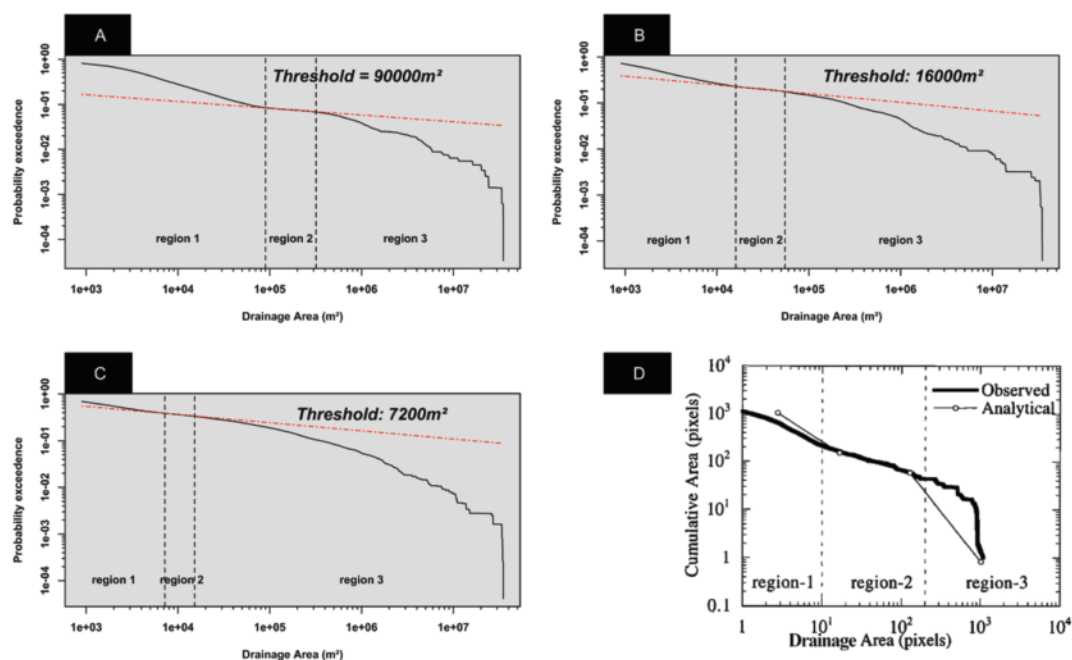 A
Probability exceedence
1e+00
1e-01
1e-02
1e-03
1e-04
Threshold = 90000m²
region 1
region 2
region 3
1e+03 1e+04 1e+05 1e+06 1e+07
Drainage Area (m²)
B
Probability exceedence
1e+00
1e-01
1e-02
1e-03
1e-04
Threshold: 16000m²
region 1
region 2
region 3
1e+03 1e+04 1e+05 1e+06 1e+07
Drainage Area (m²)
C
Probability exceedence
1e+00
1e-01
1e-02
1e-03
1e-04
Threshold: 7200m²
region 1
region 2
region 3
1e+03 1e+04 1e+05 1e+06 1e+07
Drainage Area (m²)
D
Cumulative Area (pixels)
10⁴
10³
10²
10
1
0.1
Observed
Analytical
region-1
region-2
region-3
1 10¹ 10² 10³ 10⁴
Drainage Area (pixels)